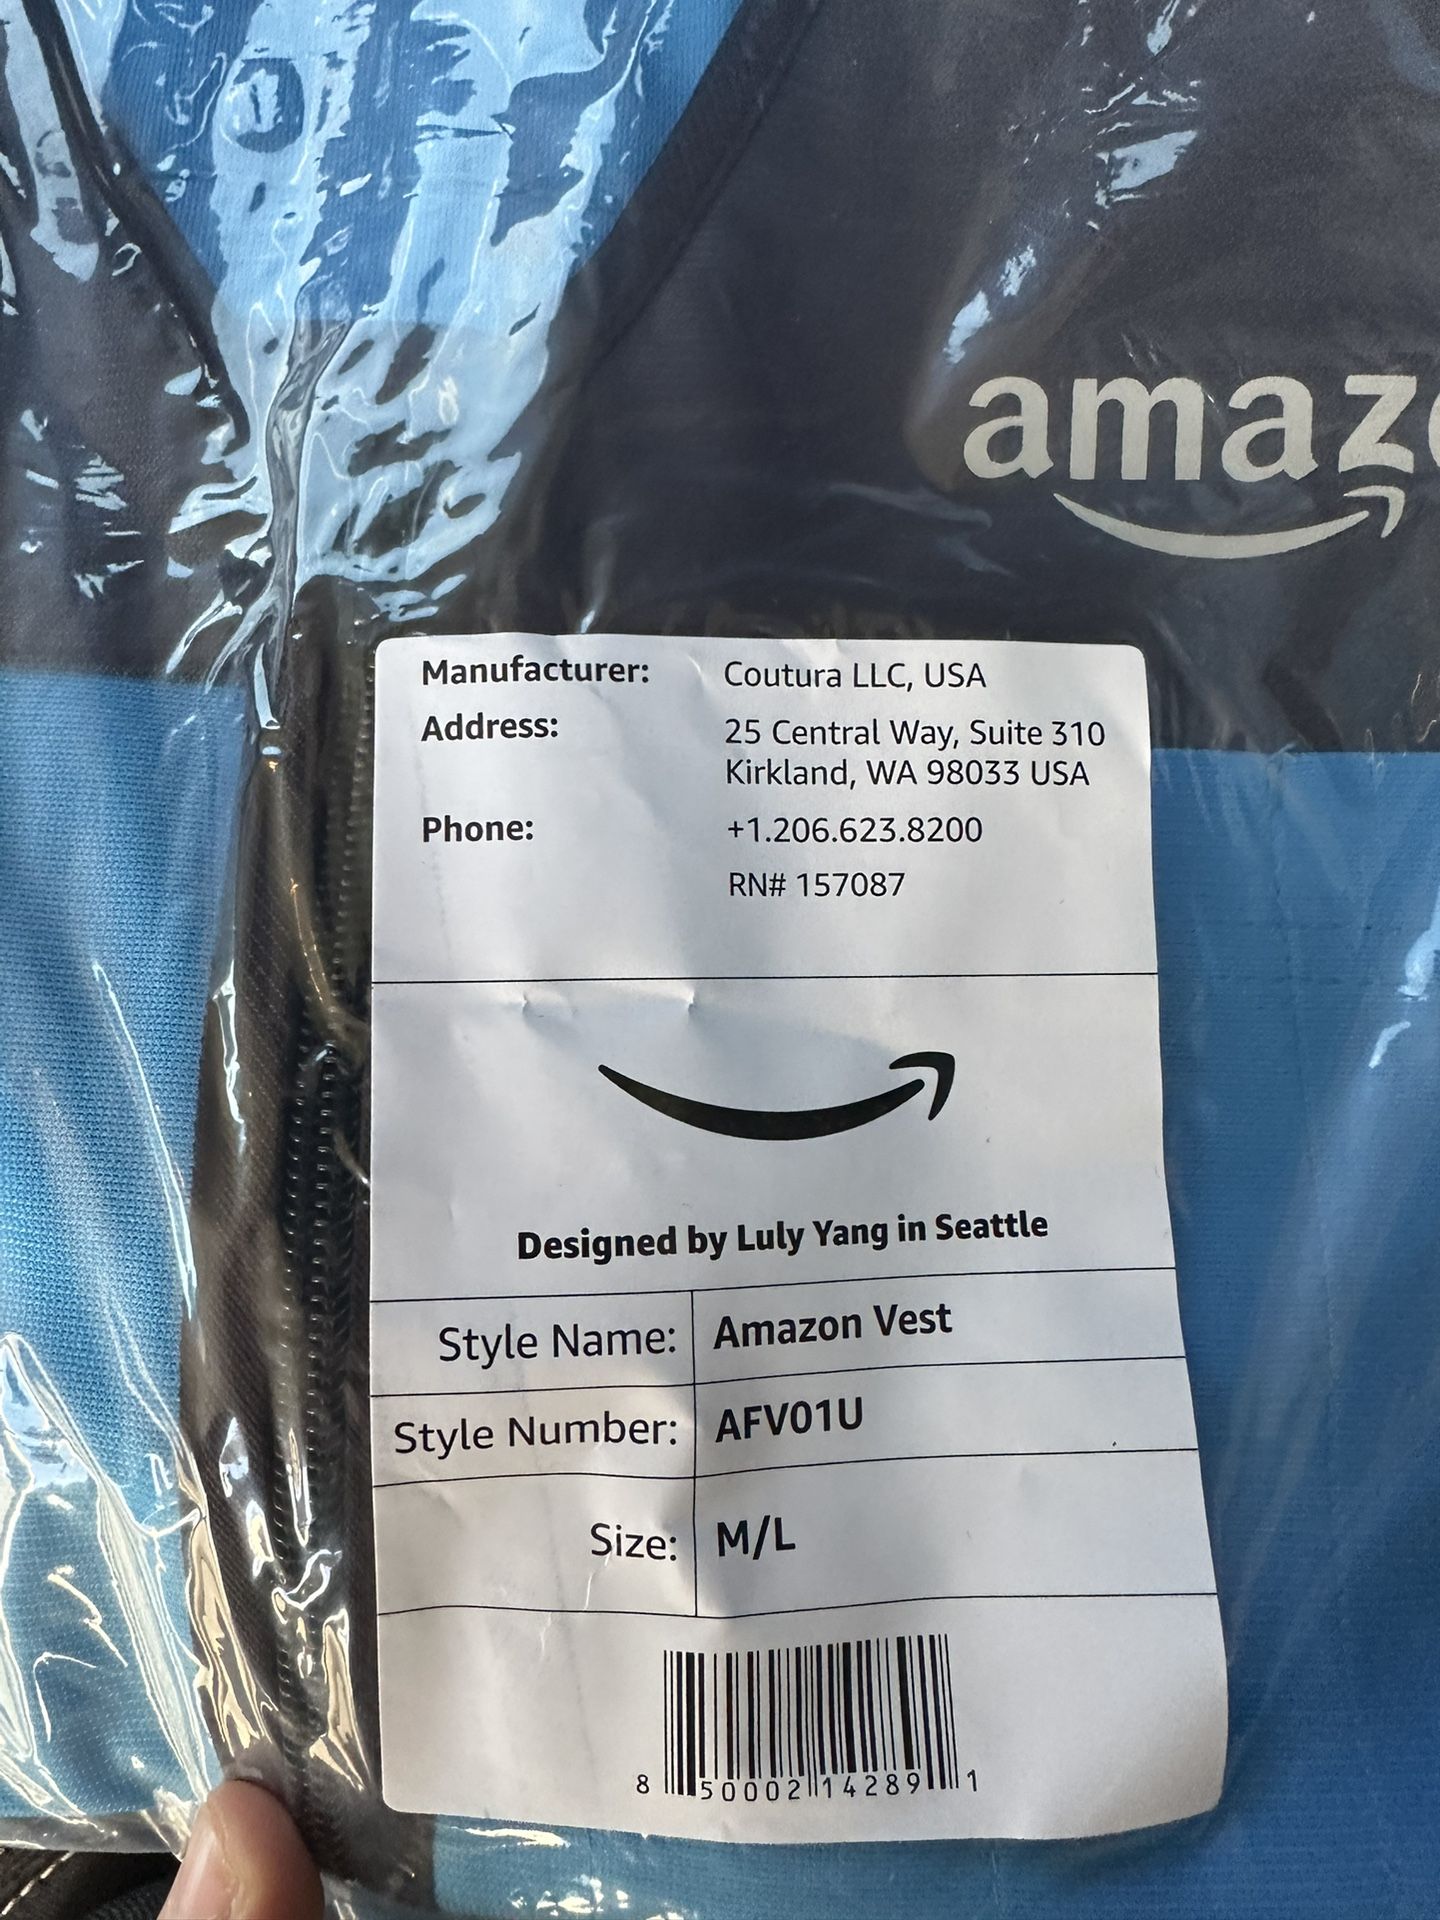 amaz
Manufacturer: Coutura LLC, USA
Address: 25 Central Way, Suite 310
Kirkland, WA 98033 USA
Phone: +1.206.623.8200
RN# 157087
Designed by Luly Yang in Seattle
Style Name: Amazon Vest
Style Number: AFV01U
Size: M/L
8 50002 14289 1